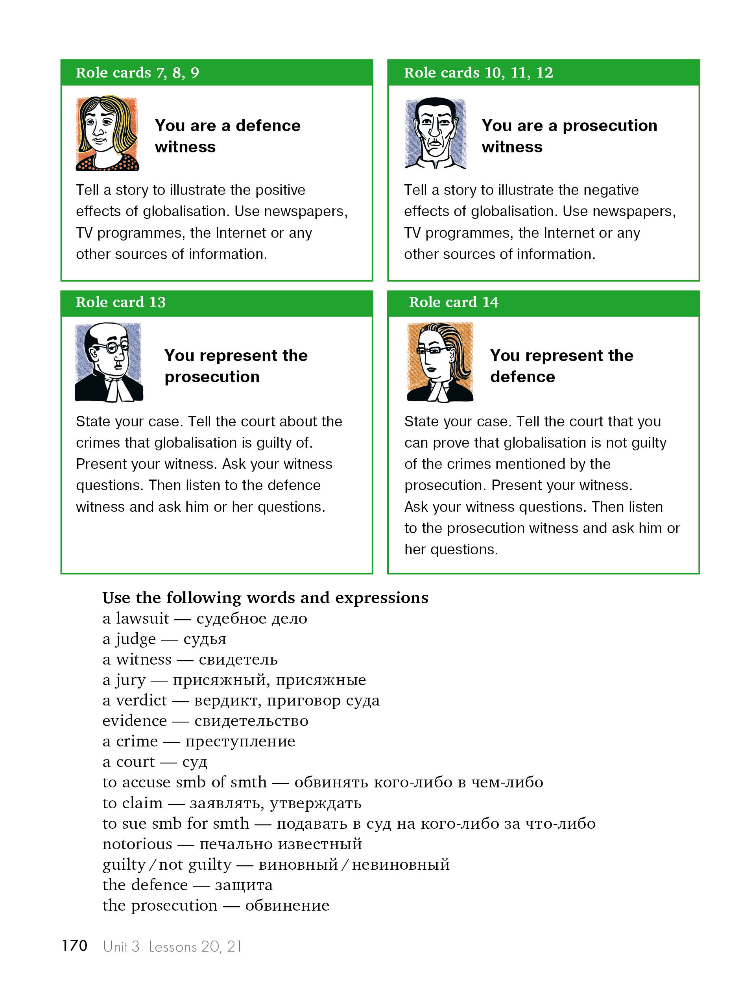 Role cards 7, 8, 9
You are a defence
witness
Tell a story to illustrate the positive
effects of globalisation. Use newspapers,
TV programmes, the Internet or any
other sources of information.
Role cards 10, 11, 12
You are a prosecution
witness
Tell a story to illustrate the negative
effects of globalisation. Use newspapers,
TV programmes, the Internet or any
other sources of information.
Role card 13
You represent the
prosecution
State your case. Tell the court about the
crimes that globalisation is guilty of.
Present your witness. Ask your witness
questions. Then listen to the defence
witness and ask him or her questions.
Role card 14
You represent the
defence
State your case. Tell the court that you
can prove that globalisation is not guilty
of the crimes mentioned by the
prosecution. Present your witness.
Ask your witness questions. Then listen
to the prosecution witness and ask him or
her questions.
Use the following words and expressions
a lawsuit — судебное дело
a judge — судья
a witness — свидетель
a jury — присяжный, присяжные
a verdict — вердикт, приговор суда
evidence — свидетельство
a crime — преступление
a court — суд
to accuse smb of smth — обвинять кого-либо в чем-либо
to claim — заявлять, утверждать
to sue smb for smth — подавать в суд на кого-либо за что-либо
notorious — печально известный
guilty / not guilty — виновный / невиновный
the defence — защита
the prosecution — обвинение
170 Unit 3 Lessons 20, 21